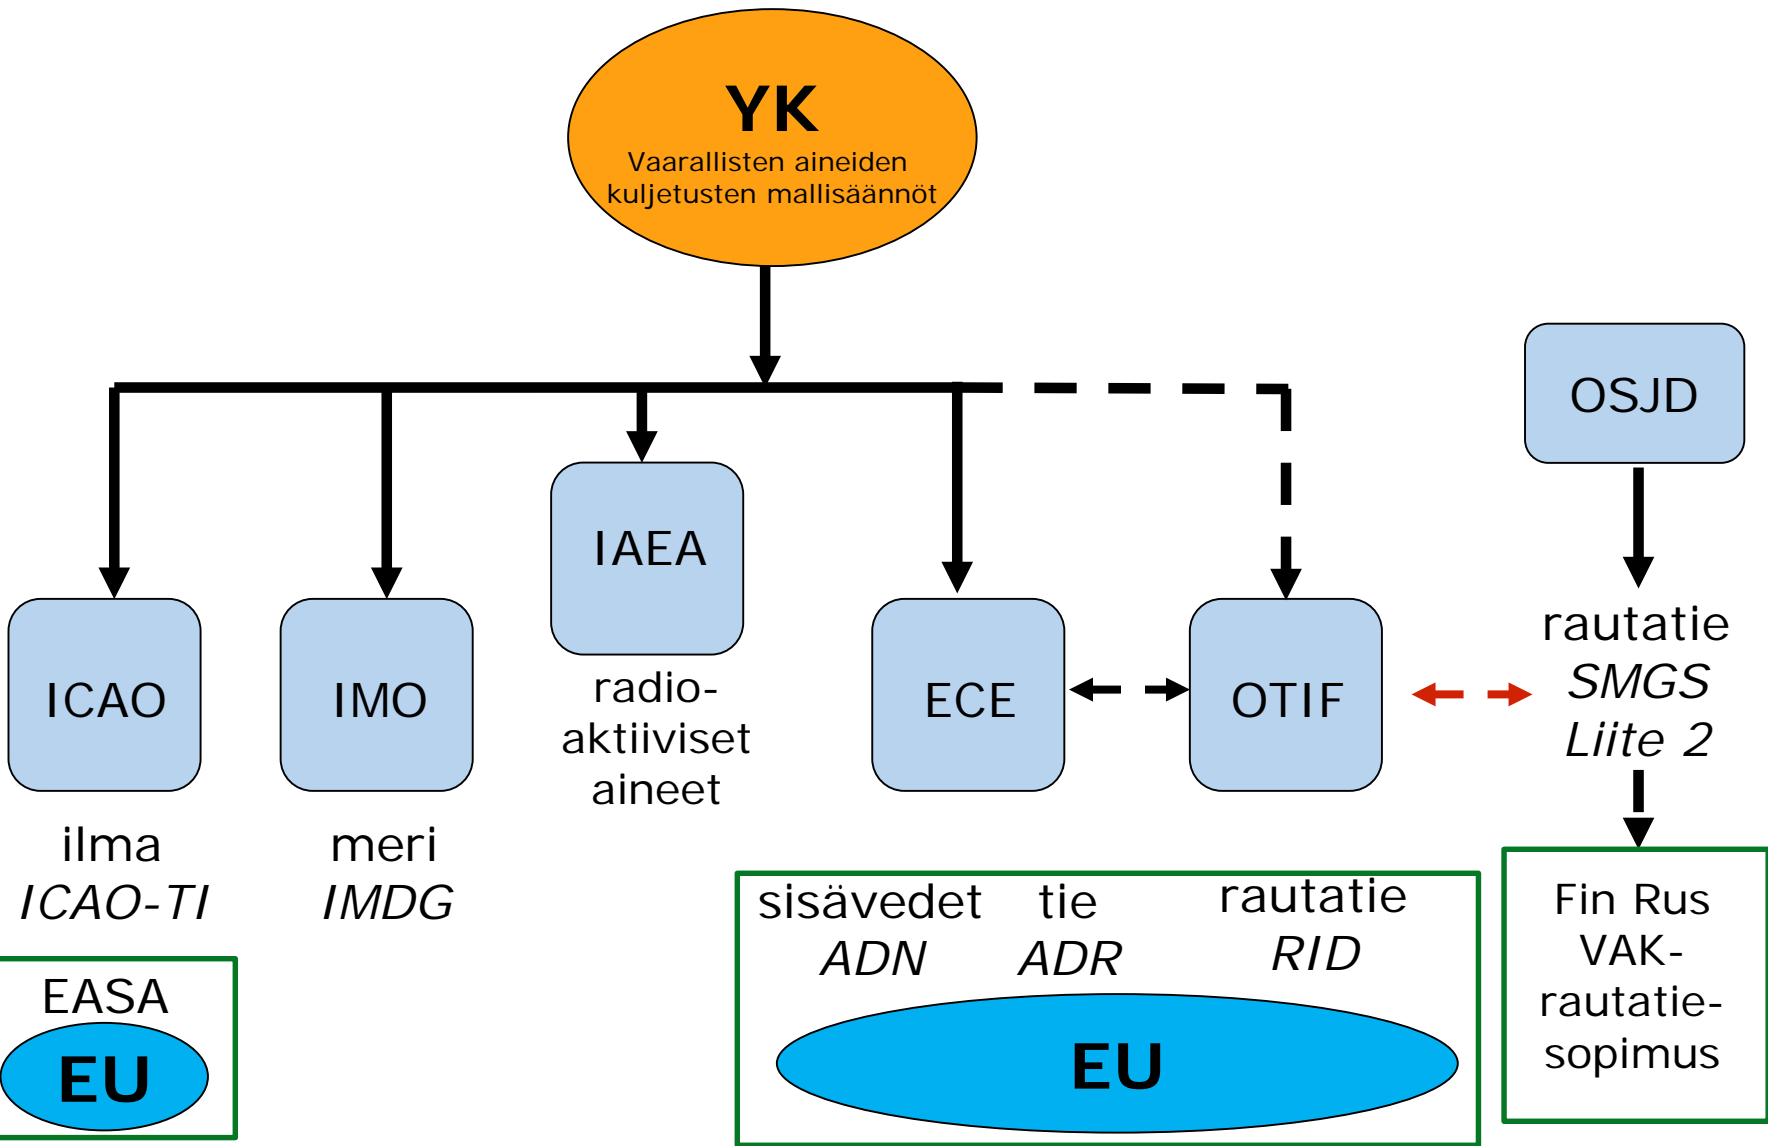 YK
Vaarallisten aineiden
kuljetusten mallisäännöt
OSJD
IAEA
radio-
aktiiviset
aineet
ICAO
IMO
ECE
OTIF
rautatie
SMGS
Liite 2
ilma
ICAO-TI
meri
IMDG
sisävedet
ADN
tie
ADR
rautatie
RID
Fin Rus
VAK-
rautatie-
sopimus
EASA
EU
EU